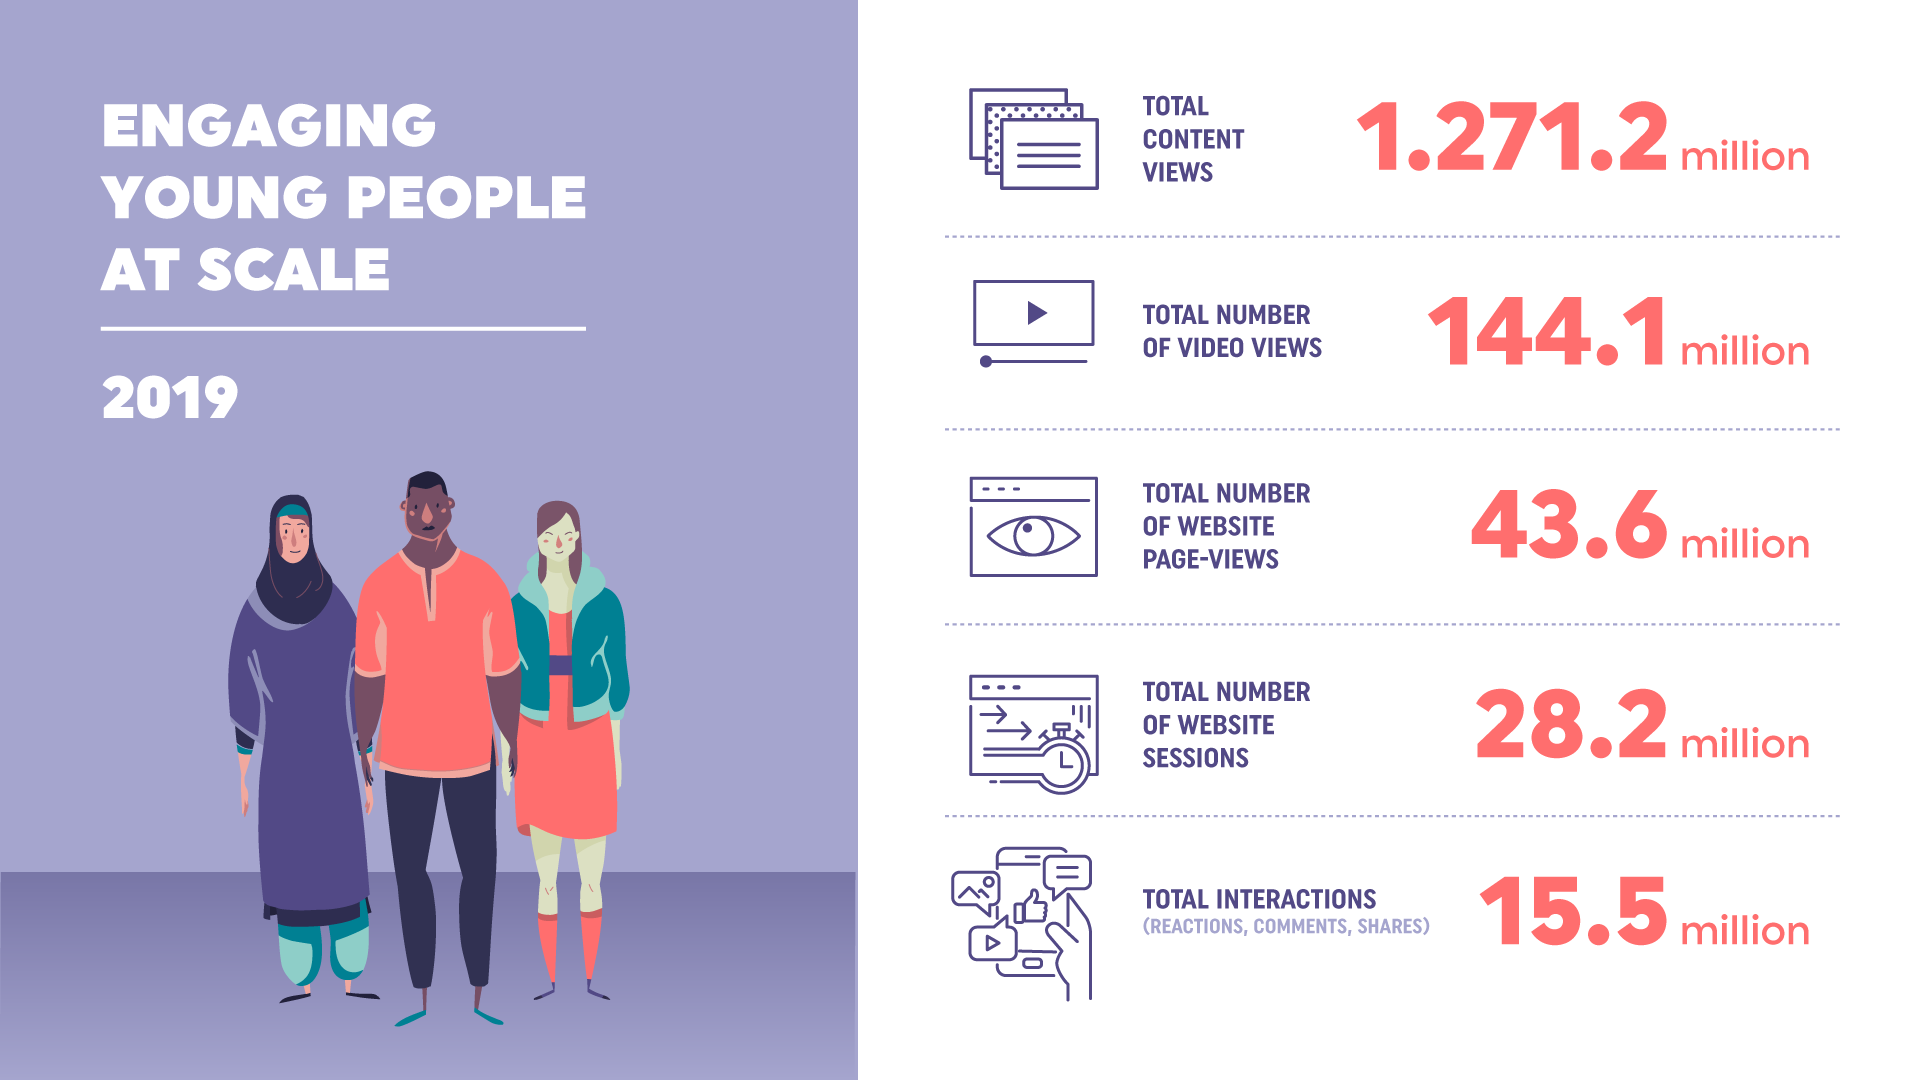 ENGAGING
YOUNG PEOPLE
AT SCALE
2019
TOTAL
CONTENT
VIEWS
1.271.2 million
TOTAL NUMBER
OF VIDEO VIEWS
144.1 million
TOTAL NUMBER
OF WEBSITE
PAGE-VIEWS
43.6 million
TOTAL NUMBER
OF WEBSITE
SESSIONS
28.2 million
TOTAL INTERACTIONS
(REACTIONS, COMMENTS, SHARES)
15.5 million